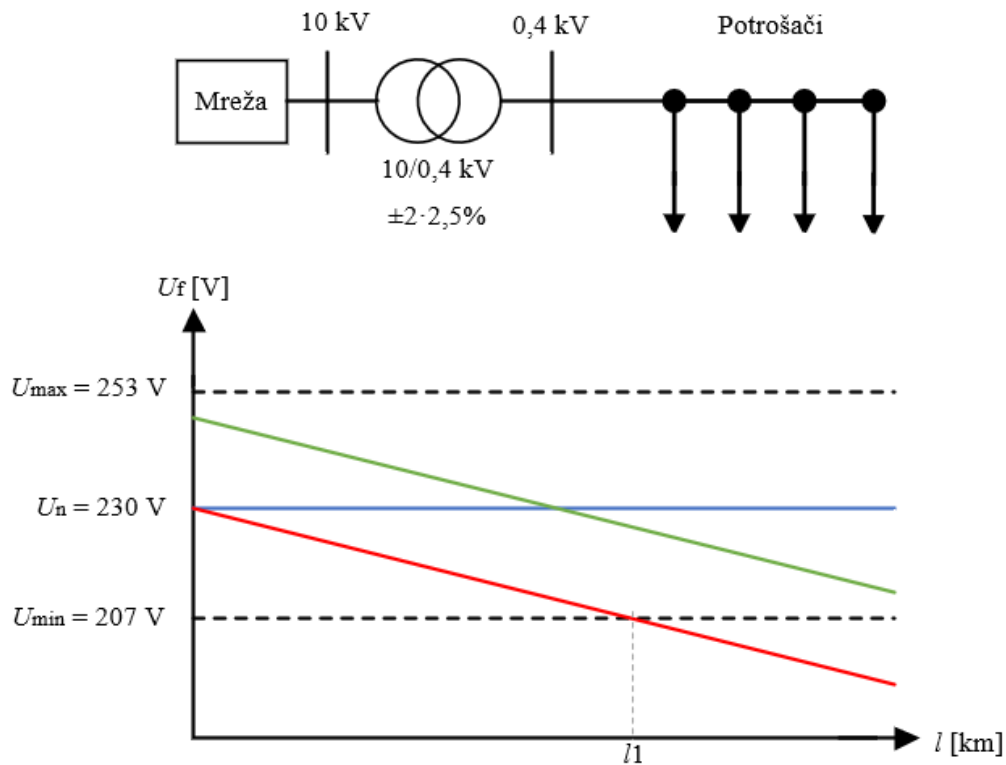 10 kV
0,4 kV
Potrošači
Mreža
10/0,4 kV
±2·2,5%
Uf [V]
Umax = 253 V
Un = 230 V
Umin = 207 V
l1
l [km]